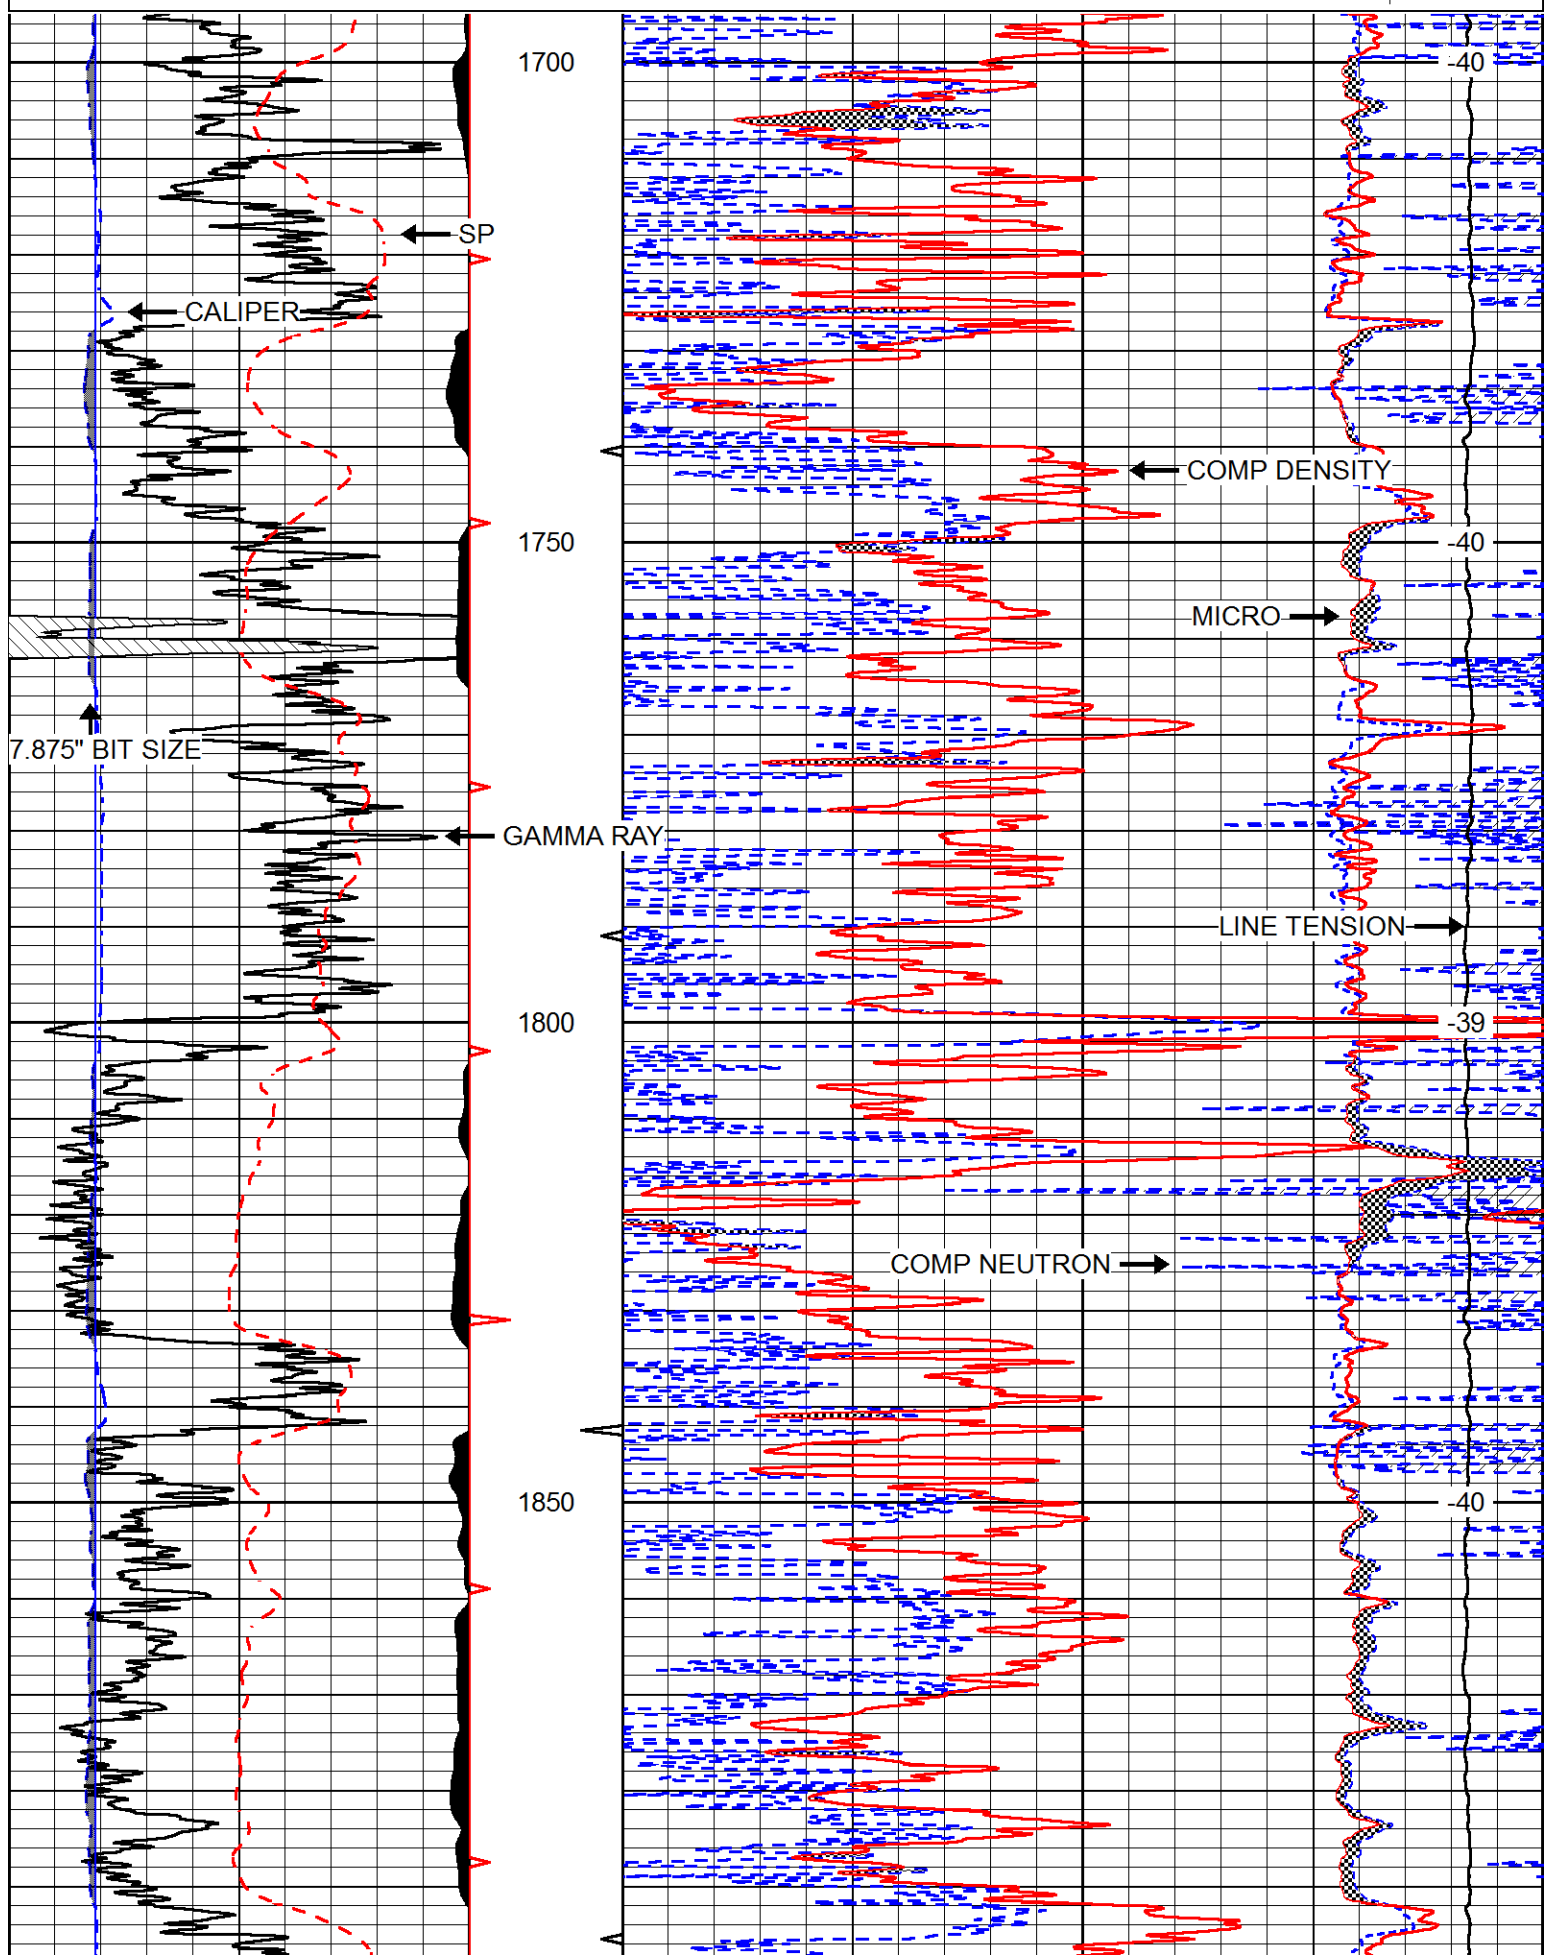 1700
-40
SP
CALIPER
COMP DENSITY
1750
-40
MICRO
7.875" BIT SIZE
GAMMA RAY
LINE TENSION
1800
-39
COMP NEUTRON
1850
-40